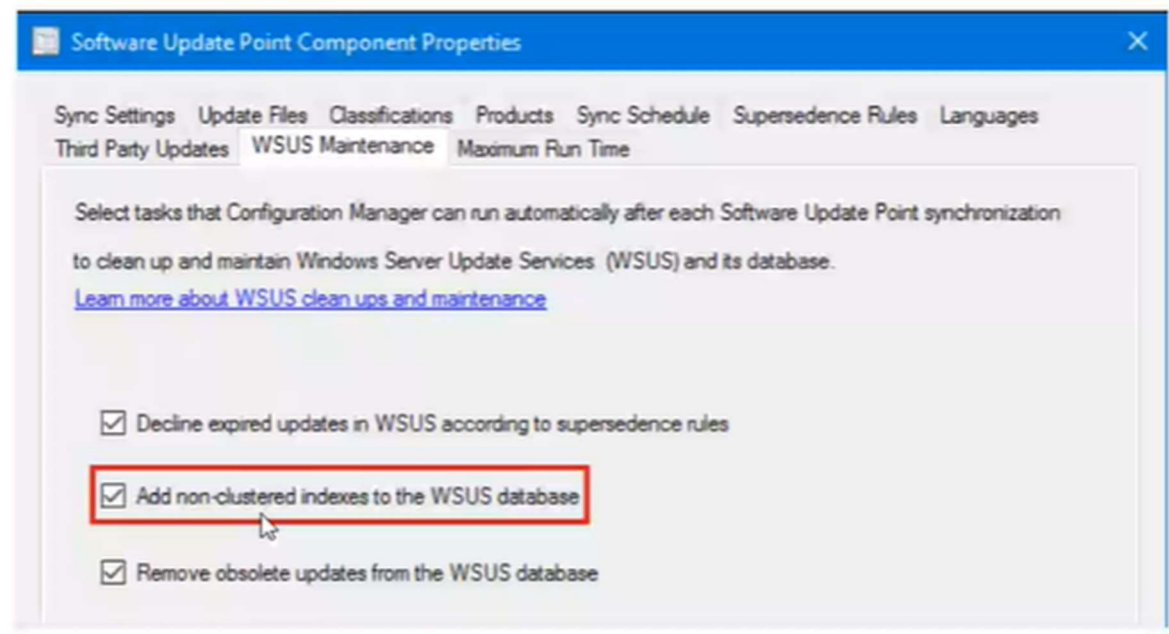 Software Update Point Component Properties
Sync Settings Update Files Classifications Products Sync Schedule Supersedence Rules Languages
Third Party Updates WSUS Maintenance Maximum Run Time
Select tasks that Configuration Manager can run automatically after each Software Update Point synchronization
to clean up and maintain Windows Server Update Services (WSUS) and its database.
Learn more about WSUS clean ups and maintenance
Decline expired updates in WSUS according to supersedence rules
Add non-clustered indexes to the WSUS database
Remove obsolete updates from the WSUS database